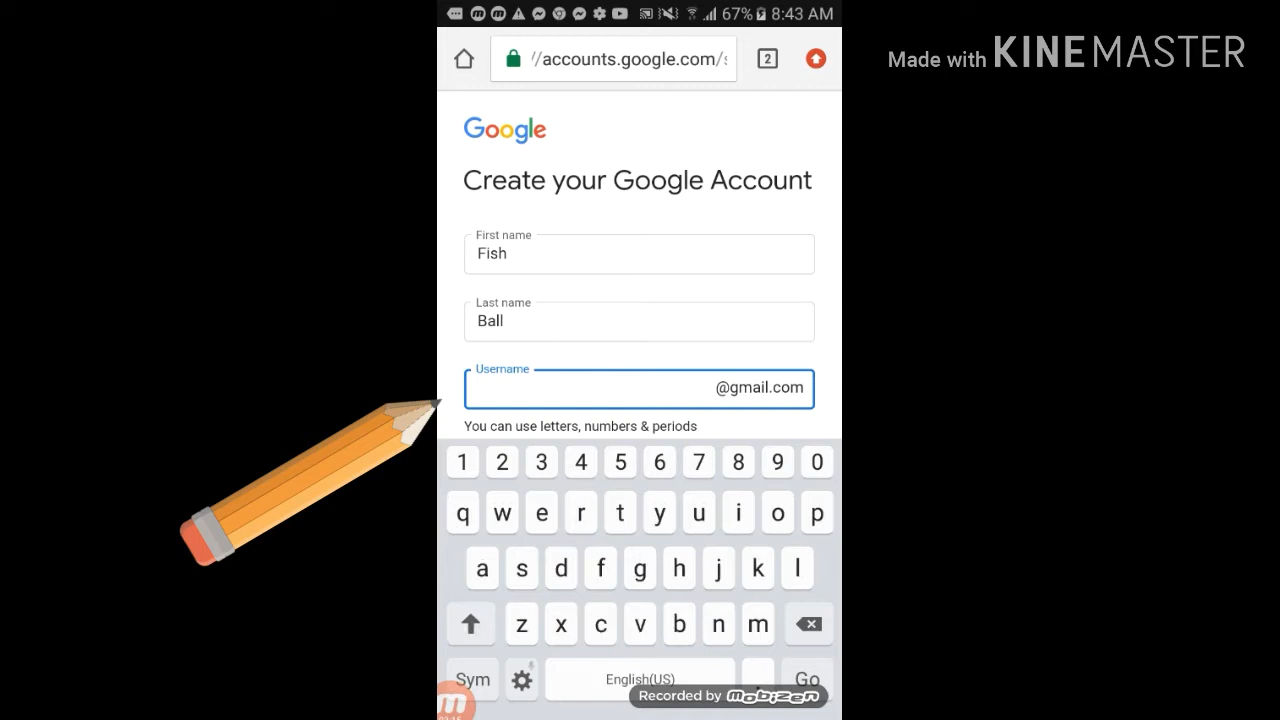 67% 8:43 AM
Made with KINEMASTER
//accounts.google.com/s
2
Google
Create your Google Account
First name
Fish
Last name
Ball
Username
@gmail.com
You can use letters, numbers & periods
1 2 3 4 5 6 7 8 9 0
q w e r t y u i o p
a s d f g h j k l
z x c v b n m
Sym English(US) . Go
Recorded by mobizen